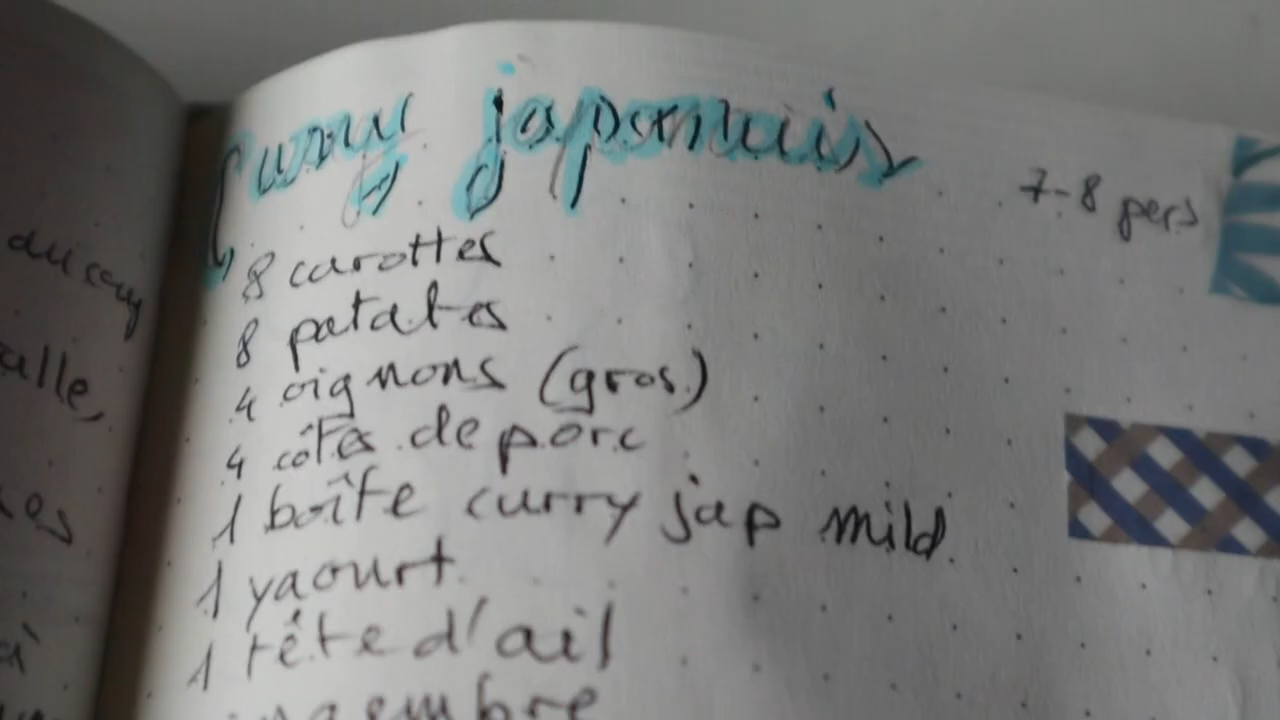 Curry japonais
7-8 pers
8 carottes
8 patates
4 oignons (gros)
4 côtes de porc
1 boîte curry jap mild
1 yaourt
1 tête d'ail